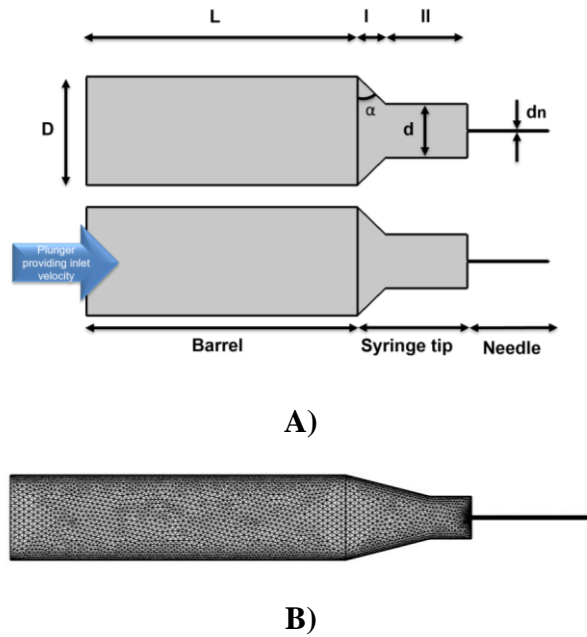 L I II
D α d dn
Plunger
providing inlet
velocity
Barrel Syringe tip Needle
A)
B)